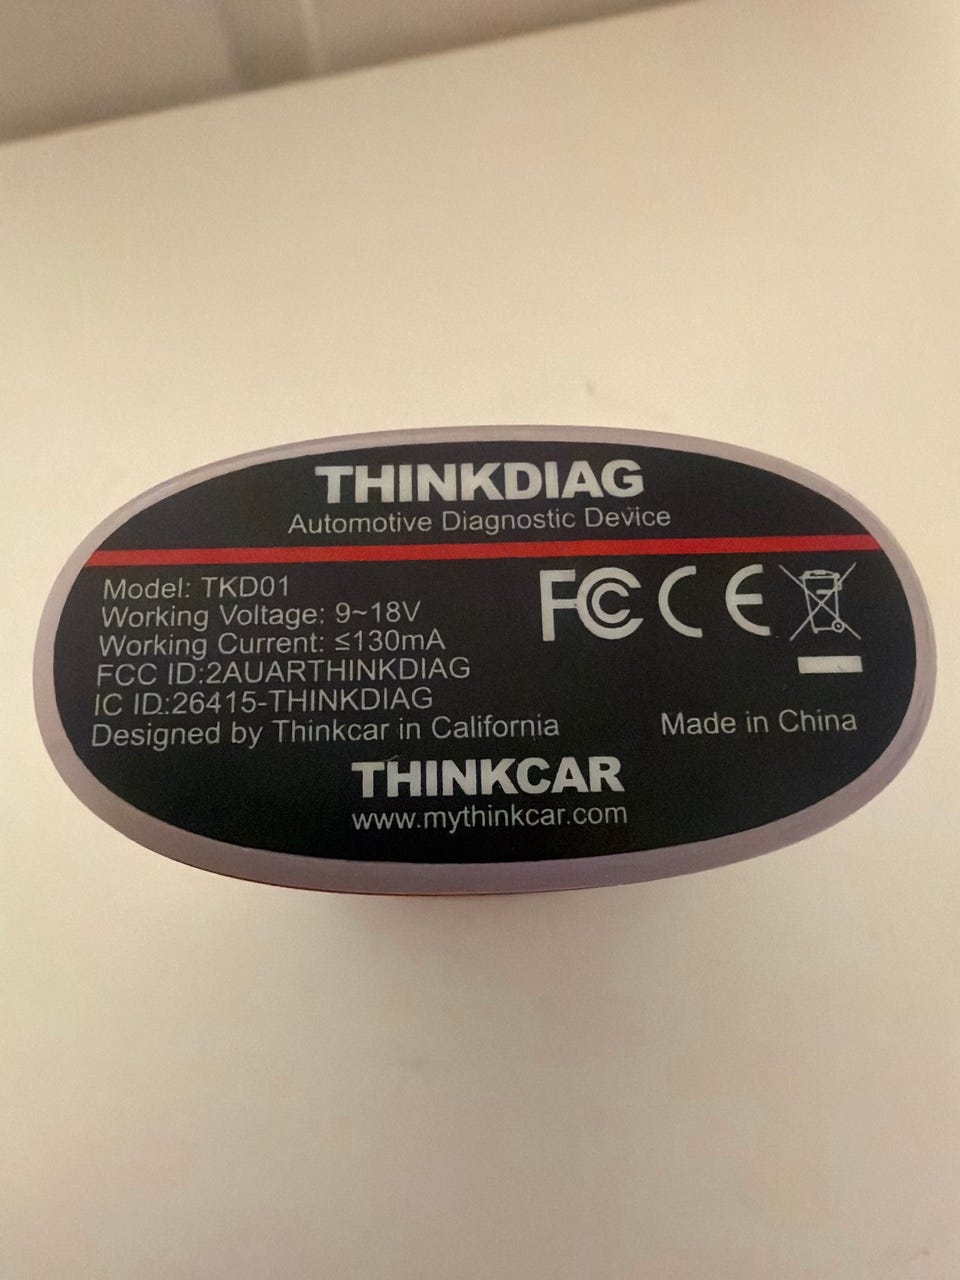 THINKDIAG
Automotive Diagnostic Device
Model: TKD01
Working Voltage: 9~18V
Working Current: ≤130mA
FCC ID:2AUARTHINKDIAG
IC ID:26415-THINKDIAG
Designed by Thinkcar in California
FCC CE
Made in China
THINKCAR
www.mythinkcar.com